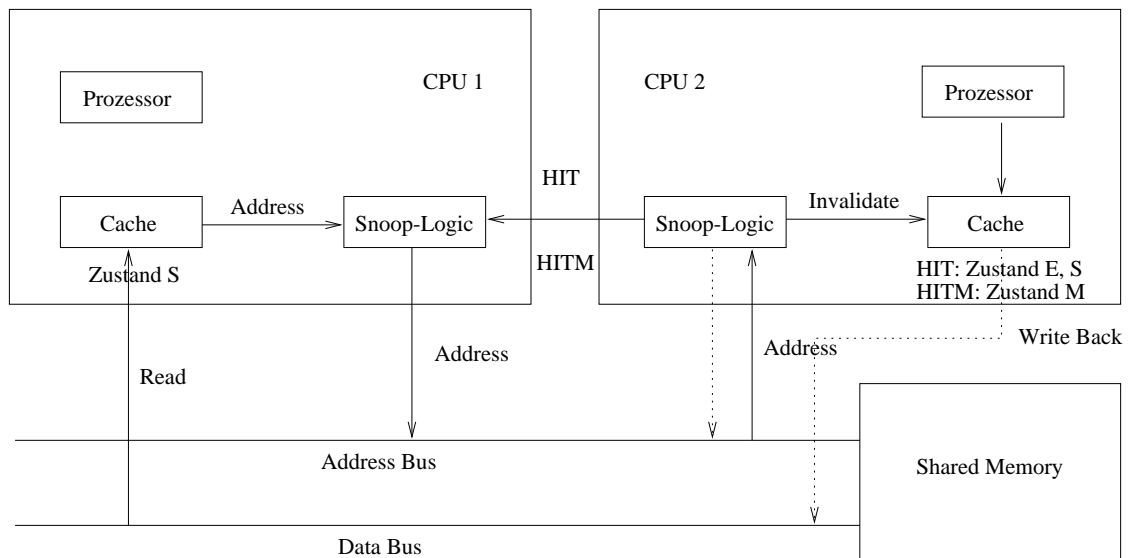 CPU 1
CPU 2
Prozessor
Prozessor
HIT
Address
Invalidate
Cache
Snoop-Logic
Snoop-Logic
Cache
HITM
Zustand S
HIT: Zustand E, S
HITM: Zustand M
Write Back
Address
Address
Read
Address Bus
Shared Memory
Data Bus